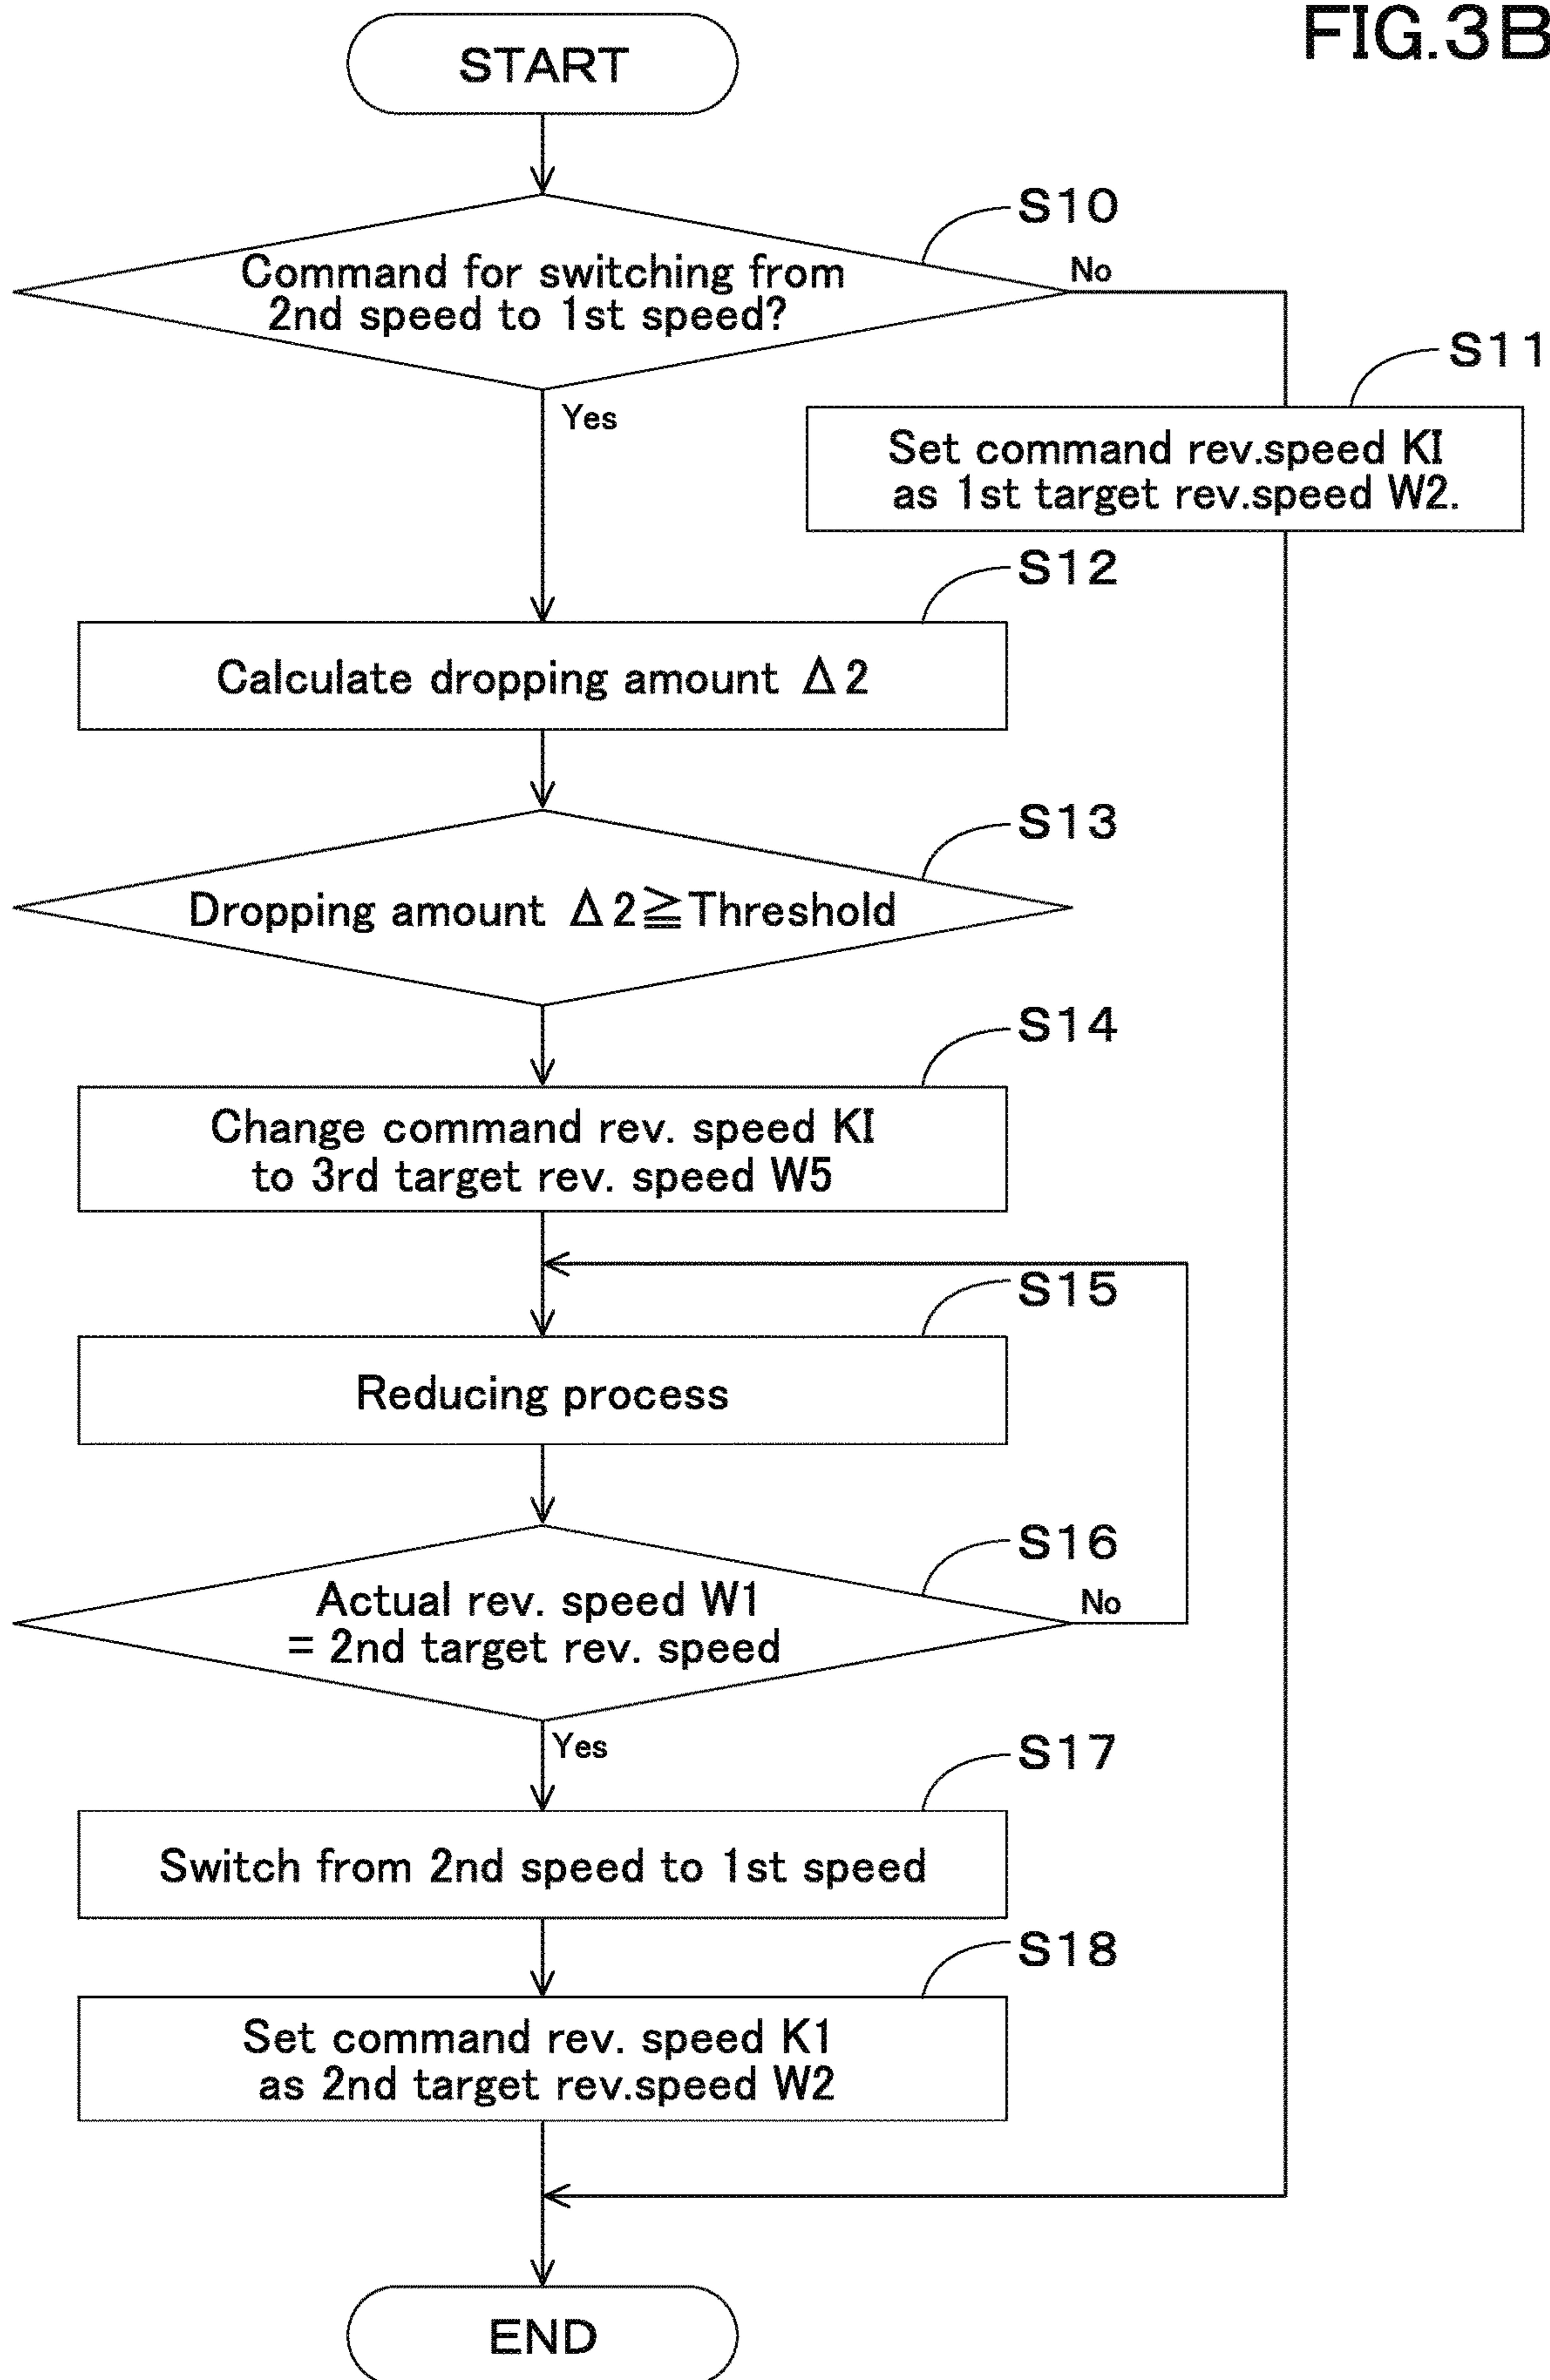 FIG.3B
START
S10
Command for switching from
2nd speed to 1st speed?
No
Yes
S11
Set command rev.speed KI
as 1st target rev.speed W2.
S12
Calculate dropping amount Δ2
S13
Dropping amount Δ2≧Threshold
S14
Change command rev. speed KI
to 3rd target rev. speed W5
S15
Reducing process
S16
Actual rev. speed W1
= 2nd target rev. speed
No
Yes
S17
Switch from 2nd speed to 1st speed
S18
Set command rev. speed K1
as 2nd target rev.speed W2
END